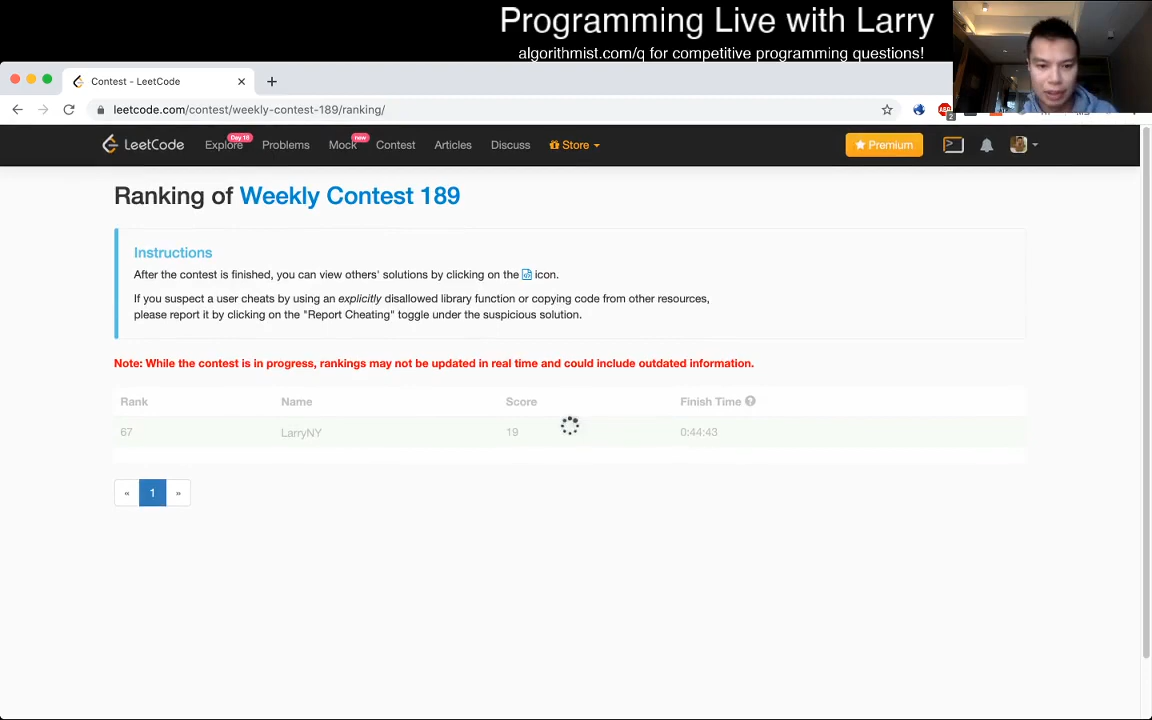 Programming Live with Larry
algorithmist.com/q for competitive programming questions!
Contest - LeetCode
leetcode.com/contest/weekly-contest-189/ranking/
ABP
2
LeetCode
Explore Day 16
Problems
Mock new
Contest
Articles
Discuss
Store
Premium
Ranking of Weekly Contest 189
Instructions
After the contest is finished, you can view others' solutions by clicking on the icon.
If you suspect a user cheats by using an explicitly disallowed library function or copying code from other resources,
please report it by clicking on the "Report Cheating" toggle under the suspicious solution.
Note: While the contest is in progress, rankings may not be updated in real time and could include outdated information.
Rank Name Score Finish Time
67 LarryNY 19 0:44:43
« 1 »